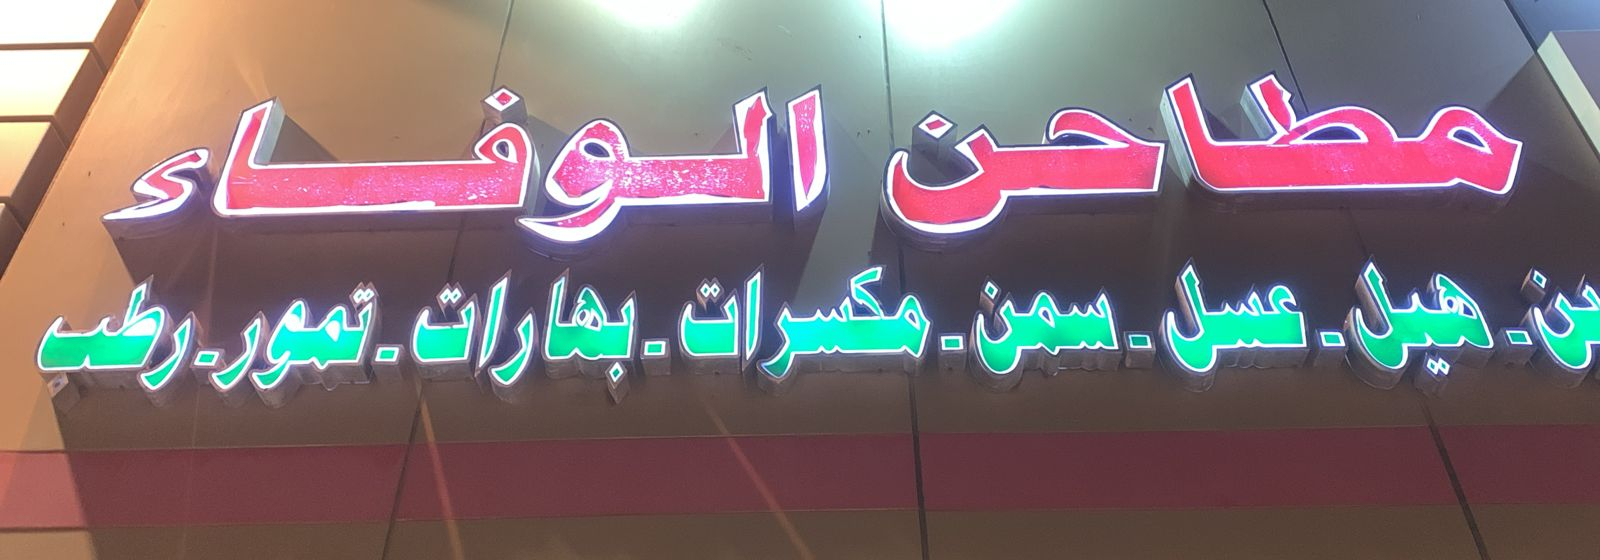 مطاحن الوفاء
هيل . عسل . سمن . مكسرات . بهارات . تمور . رطب